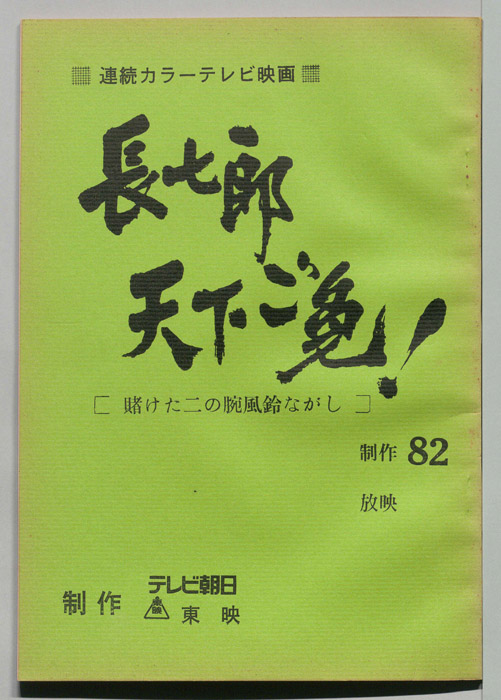 連続カラーテレビ映画
長七郎
天下ご免!
[ 賭けた二の腕風鈴ながし ]
制作 82
放映
制作 テレビ朝日
東映 東映